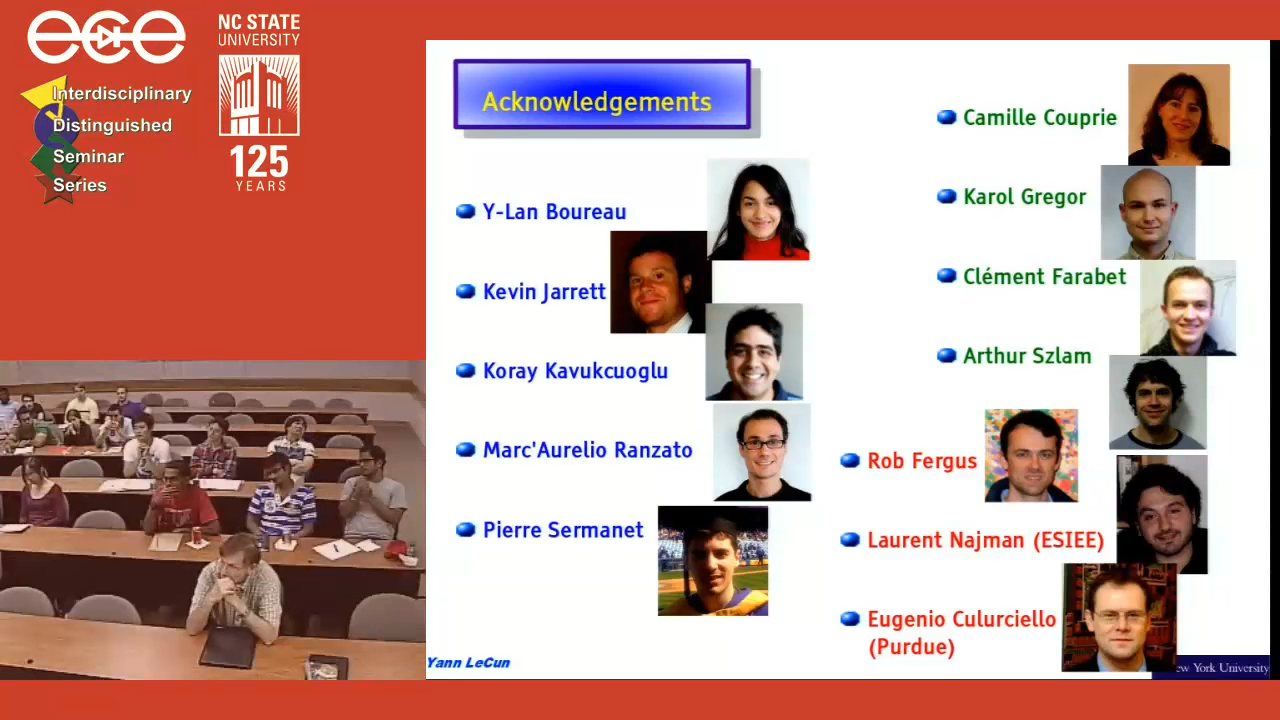 ece
Interdisciplinary
Distinguished
Seminar
Series
NC STATE
UNIVERSITY
125
YEARS
Acknowledgements
Y-Lan Boureau
Kevin Jarrett
Koray Kavukcuoglu
Marc'Aurelio Ranzato
Pierre Sermanet
Camille Couprie
Karol Gregor
Clément Farabet
Arthur Szlam
Rob Fergus
Laurent Najman (ESIEE)
Eugenio Culurciello
(Purdue)
Yann LeCun
ew York University